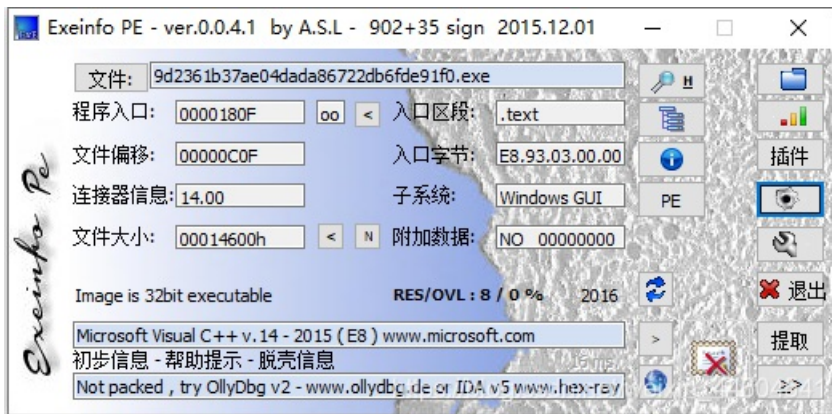 Exeinfo PE - ver.0.0.4.1 by A.S.L - 902+35 sign 2015.12.01
文件: 9d2361b37ae04dada86722db6fde91f0.exe H
程序入口: 0000180F oo < 入口区段: .text
文件偏移: 00000C0F 入口字节: E8.93.03.00.00 插件
连接器信息: 14.00 子系统: Windows GUI PE
文件大小: 00014600h < N 附加数据: NO 00000000
Image is 32bit executable RES/OVL : 8 / 0 % 2016 退出
Microsoft Visual C++ v.14 - 2015 ( E8 ) www.microsoft.com > 提取
初步信息 - 帮助提示 - 脱壳信息
Not packed , try OllyDbg v2 - www.ollydbg.de or IDA v5 www.hex-ray >>
Exeinfo Pe